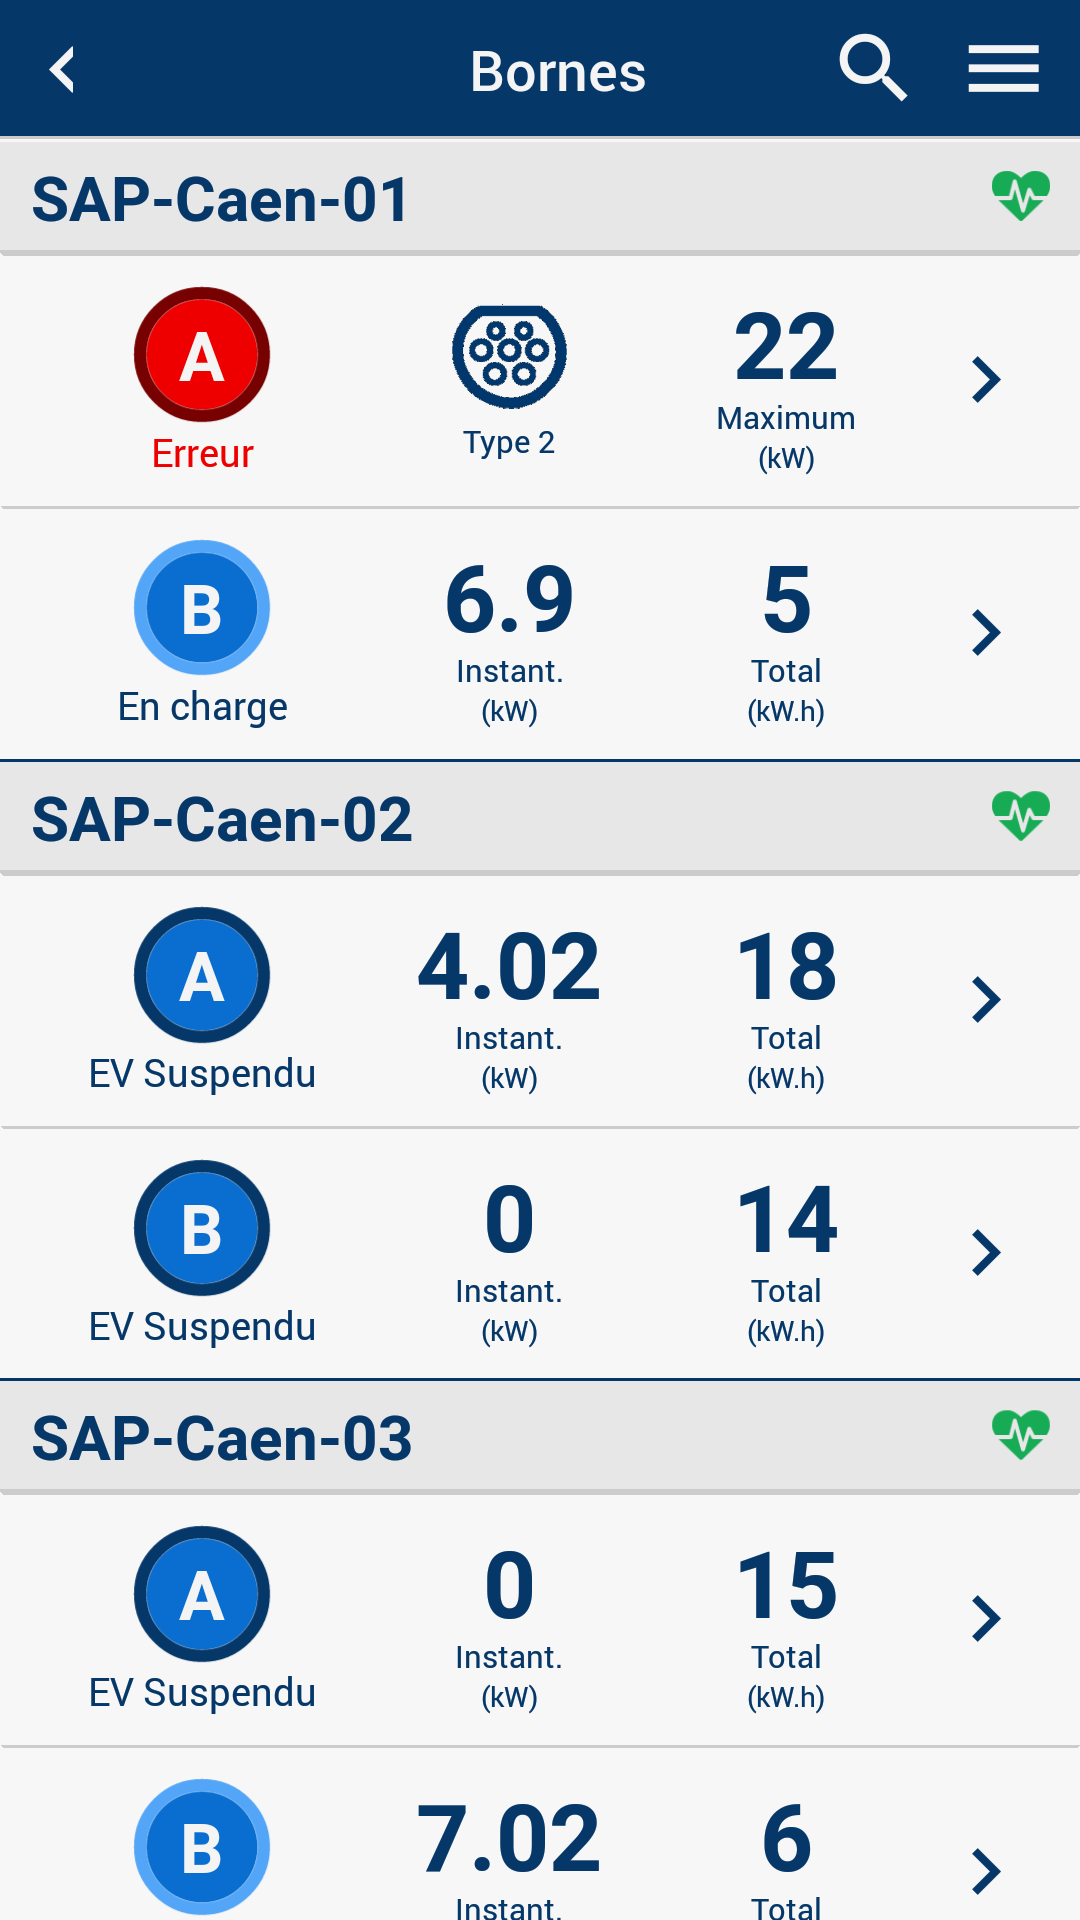 Bornes
SAP-Caen-01
A
Erreur
Type 2
22
Maximum
(kW)
B
En charge
6.9
Instant.
(kW)
5
Total
(kW.h)
SAP-Caen-02
A
EV Suspendu
4.02
Instant.
(kW)
18
Total
(kW.h)
B
EV Suspendu
0
Instant.
(kW)
14
Total
(kW.h)
SAP-Caen-03
A
EV Suspendu
0
Instant.
(kW)
15
Total
(kW.h)
B
7.02
Instant.
6
Total